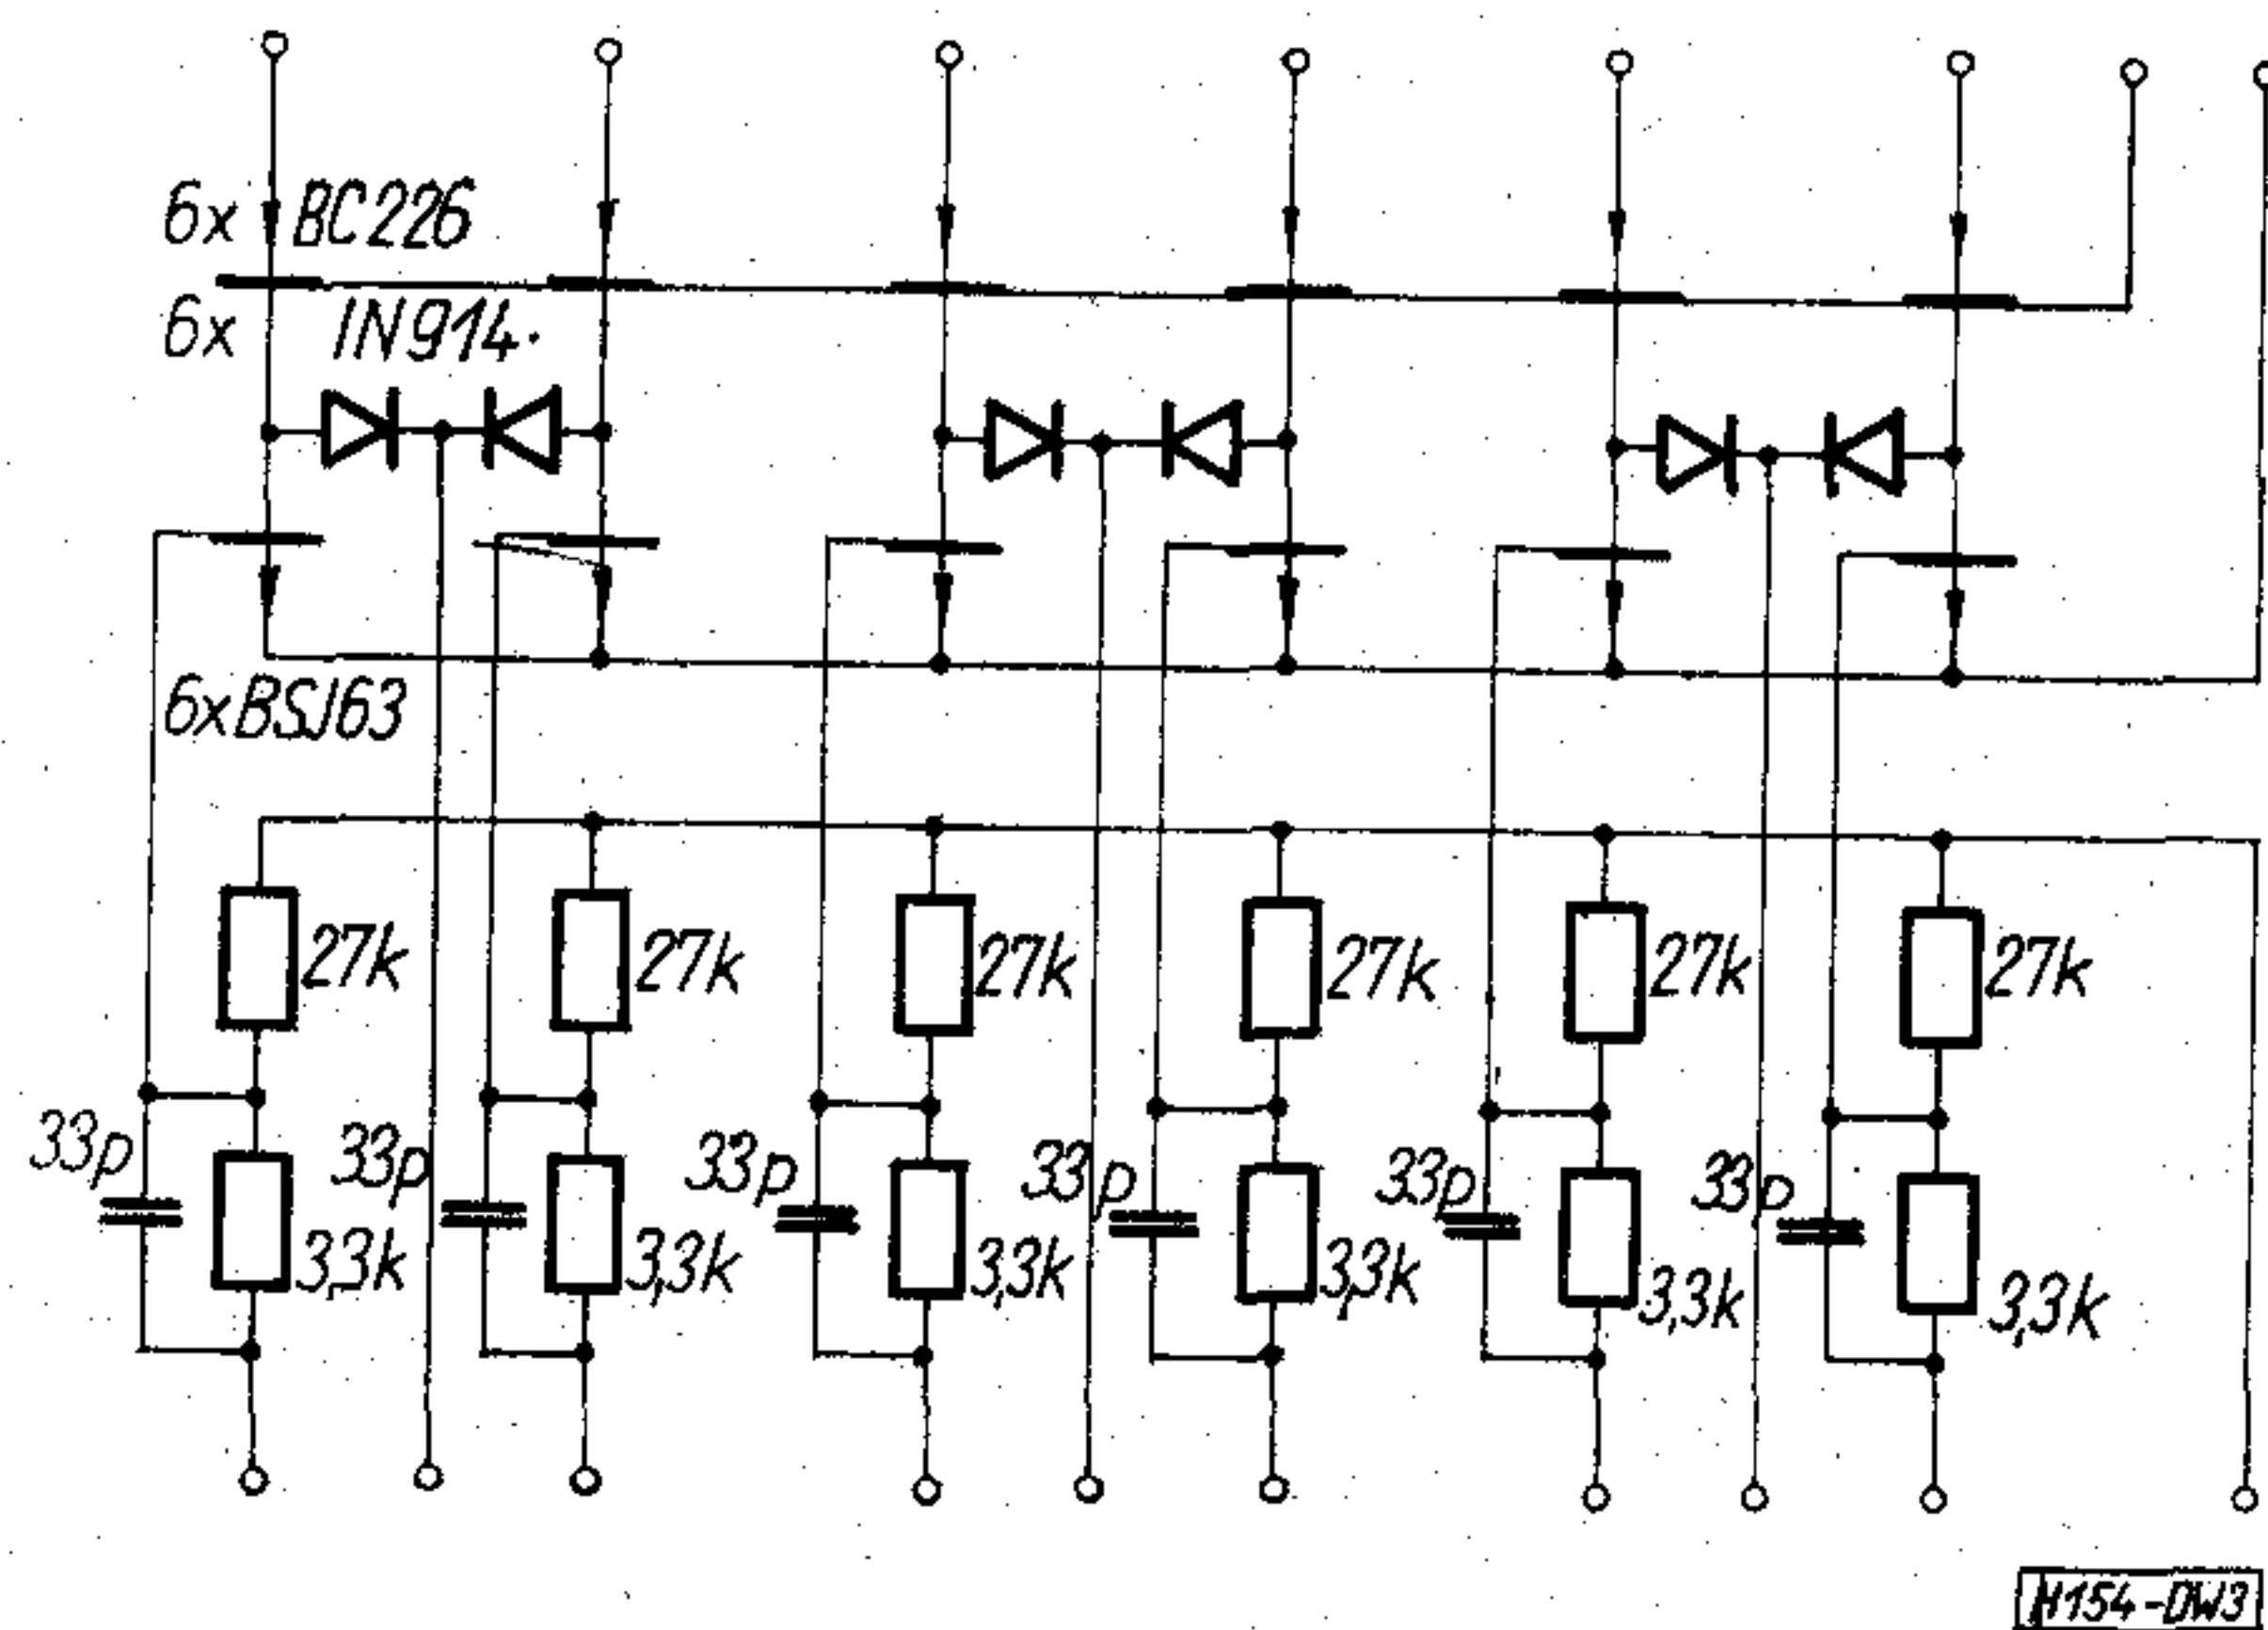 6x BC226
6x IN914
6xBSJ63
27k 27k 27k 27k 27k 27k
33p 33p 33p 33p 33p 33p
3,3k 3,3k 3,3k 3,3k 3,3k 3,3k
H154-DW3